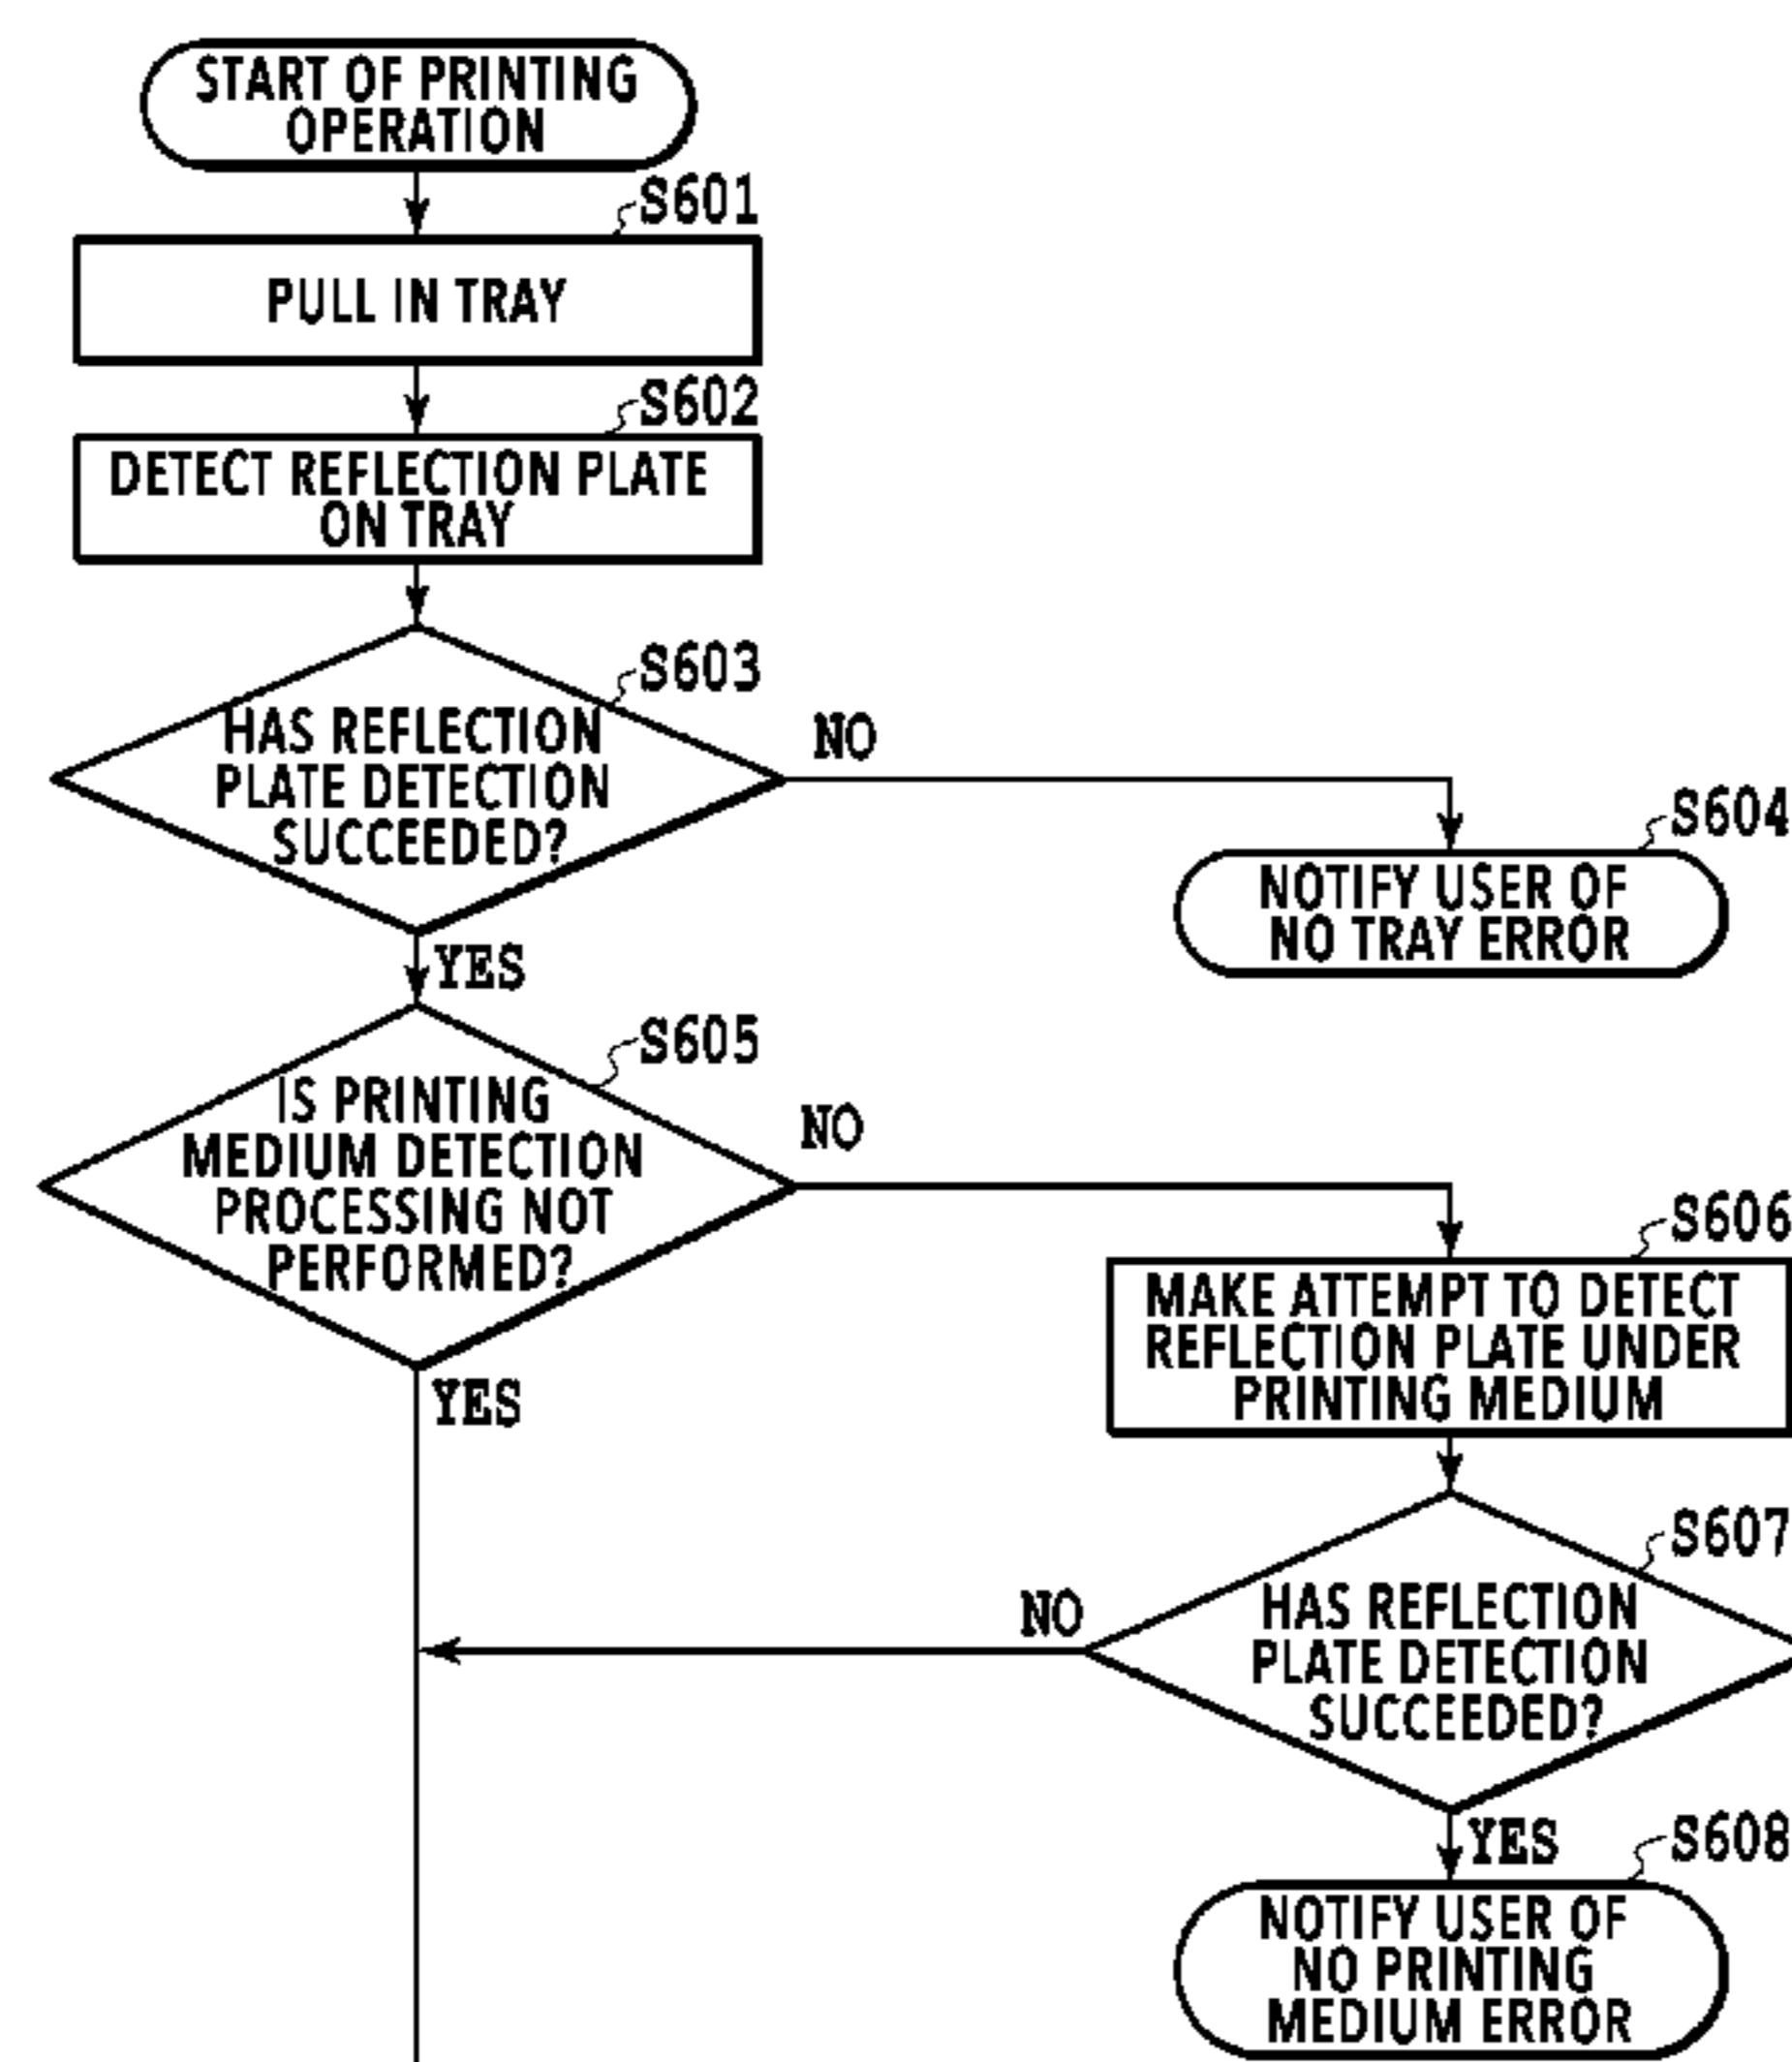 START OF PRINTING
OPERATION
S601
PULL IN TRAY
S602
DETECT REFLECTION PLATE
ON TRAY
S603
HAS REFLECTION
PLATE DETECTION
SUCCEEDED?
NO
S604
NOTIFY USER OF
NO TRAY ERROR
YES
S605
IS PRINTING
MEDIUM DETECTION
PROCESSING NOT
PERFORMED?
NO
S606
MAKE ATTEMPT TO DETECT
REFLECTION PLATE UNDER
PRINTING MEDIUM
YES
S607
HAS REFLECTION
PLATE DETECTION
SUCCEEDED?
NO
YES
S608
NOTIFY USER OF
NO PRINTING
MEDIUM ERROR